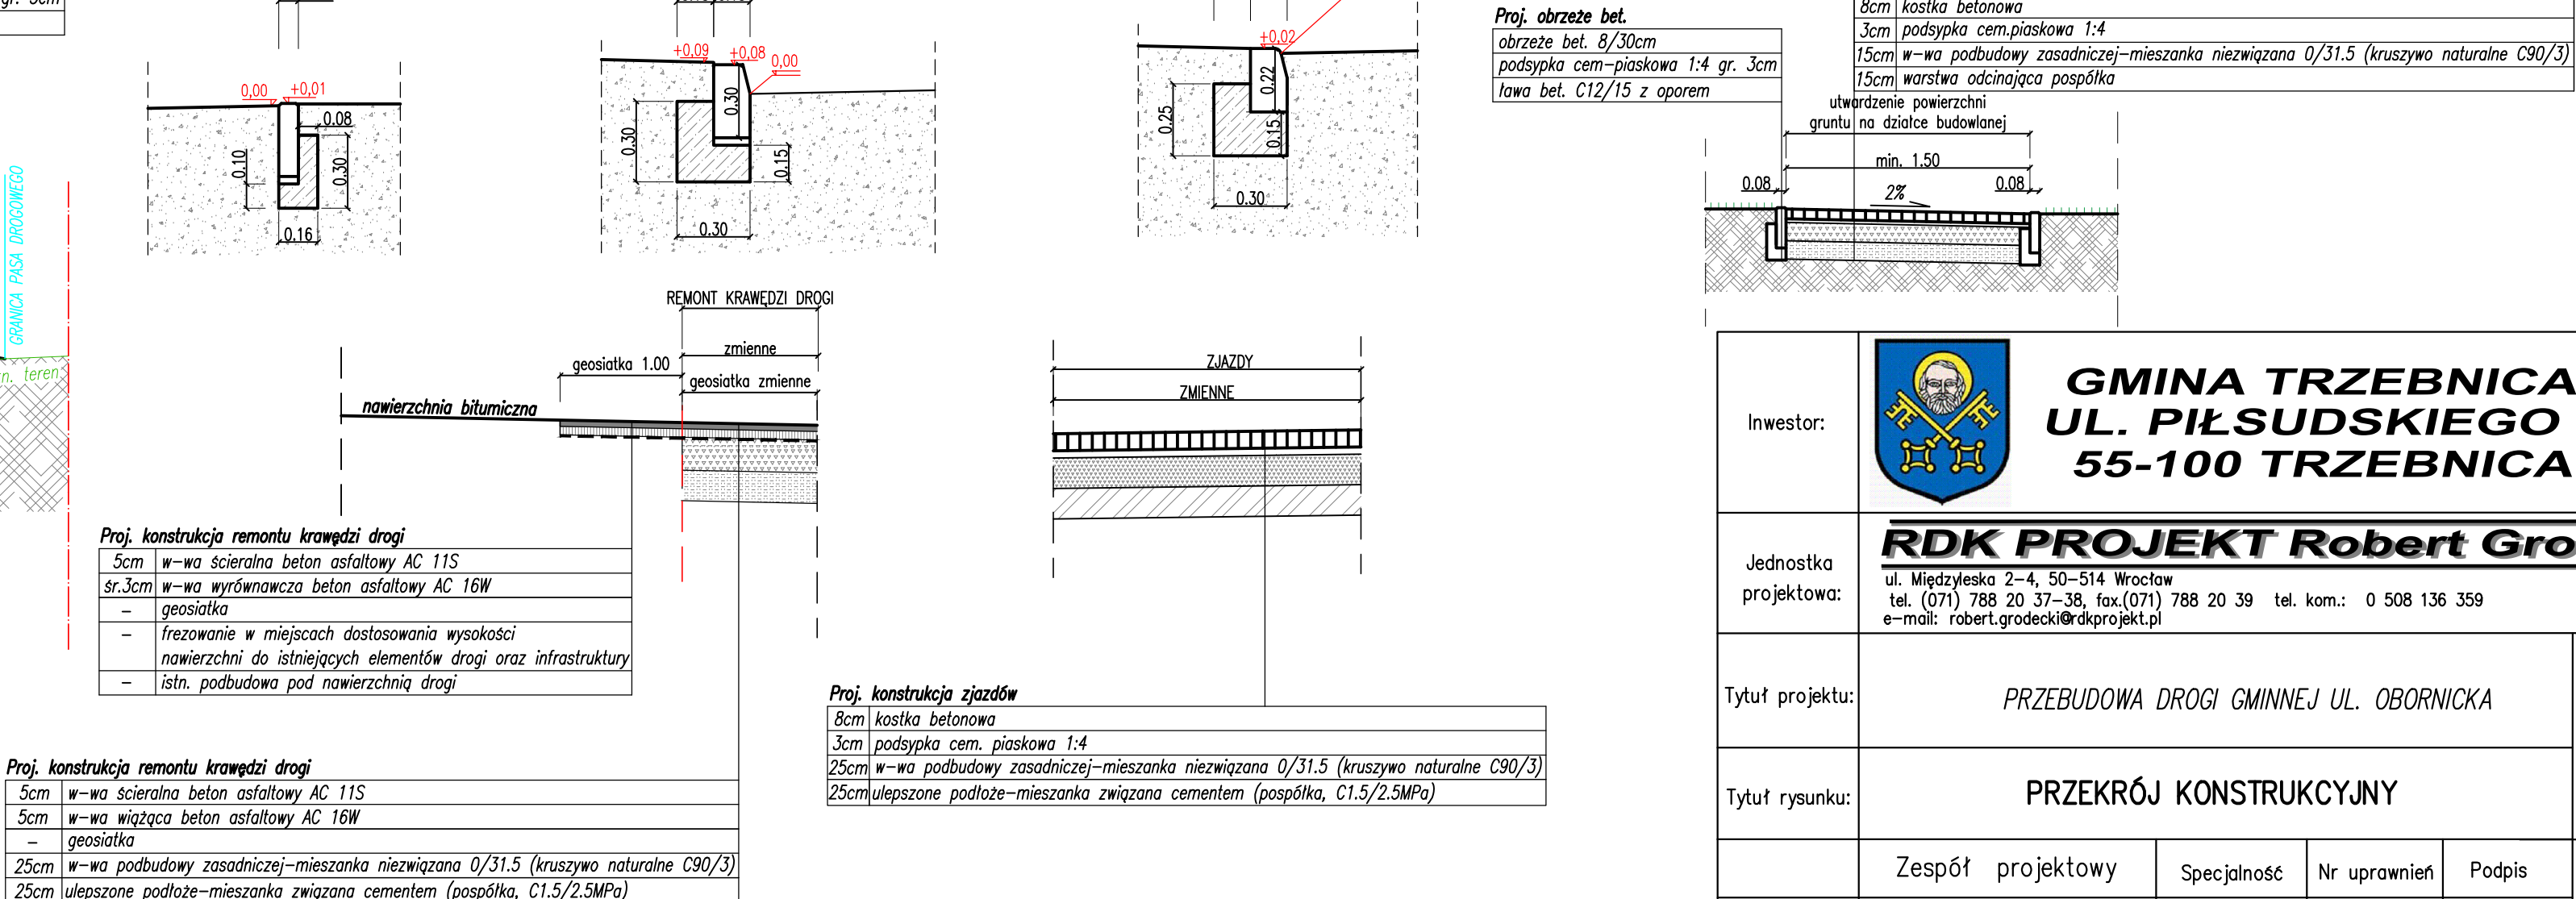 gr. 3cm
0,00
+0,01
0.08
0.10
0.30
0.16
+0,09
+0,08
0,00
0.30
0.30
0.15
0.30
+0,02
0.22
0.25
0.15
0.30
Proj. obrzeże bet.
obrzeże bet. 8/30cm
podsypka cem-piaskowa 1:4 gr. 3cm
ława bet. C12/15 z oporem
8cm kostka betonowa
3cm podsypka cem.piaskowa 1:4
15cm w-wa podbudowy zasadniczej-mieszanka niezwiązana 0/31.5 (kruszywo naturalne C90/3)
15cm warstwa odcinająca pospółka
utwardzenie powierzchni
gruntu na działce budowlanej
min. 1.50
0.08
0.08
2%
GRANICA PASA DROGOWEGO
teren
REMONT KRAWĘDZI DROGI
zmienne
geosiatka 1.00
geosiatka zmienne
nawierzchnia bitumiczna
ZJAZDY
ZMIENNE
Proj. konstrukcja remontu krawędzi drogi
5cm w-wa ścieralna beton asfaltowy AC 11S
śr.3cm w-wa wyrównawcza beton asfaltowy AC 16W
- geosiatka
- frezowanie w miejscach dostosowania wysokości
nawierzchni do istniejących elementów drogi oraz infrastruktury
- istn. podbudowa pod nawierzchnią drogi
Proj. konstrukcja zjazdów
8cm kostka betonowa
3cm podsypka cem. piaskowa 1:4
25cm w-wa podbudowy zasadniczej-mieszanka niezwiązana 0/31.5 (kruszywo naturalne C90/3)
25cm ulepszone podłoże-mieszanka związana cementem (pospółka, C1.5/2.5MPa)
Proj. konstrukcja remontu krawędzi drogi
5cm w-wa ścieralna beton asfaltowy AC 11S
5cm w-wa wiążąca beton asfaltowy AC 16W
- geosiatka
25cm w-wa podbudowy zasadniczej-mieszanka niezwiązana 0/31.5 (kruszywo naturalne C90/3)
25cm ulepszone podłoże-mieszanka związana cementem (pospółka, C1.5/2.5MPa)
Inwestor:
GMINA TRZEBNICA
UL. PIŁSUDSKIEGO
55-100 TRZEBNICA
Jednostka
projektowa:
RDK PROJEKT Robert Gro
ul. Międzyleska 2-4, 50-514 Wrocław
tel. (071) 788 20 37-38, fax.(071) 788 20 39 tel. kom.: 0 508 136 359
e-mail: robert.grodecki@rdkprojekt.pl
Tytuł projektu:
PRZEBUDOWA DROGI GMINNEJ UL. OBORNICKA
Tytuł rysunku:
PRZEKRÓJ KONSTRUKCYJNY
Zespół projektowy
Specjalność
Nr uprawnień
Podpis